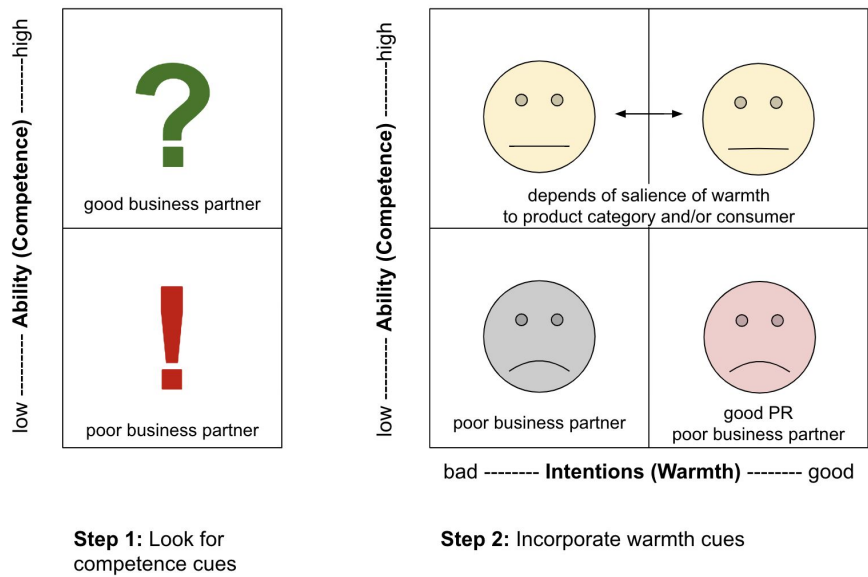 low --------- Ability (Competence) --------high
?
good business partner
!
poor business partner
Step 1: Look for
competence cues
low --------- Ability (Competence) --------high
depends of salience of warmth
to product category and/or consumer
poor business partner
good PR
poor business partner
bad -------- Intentions (Warmth) -------- good
Step 2: Incorporate warmth cues